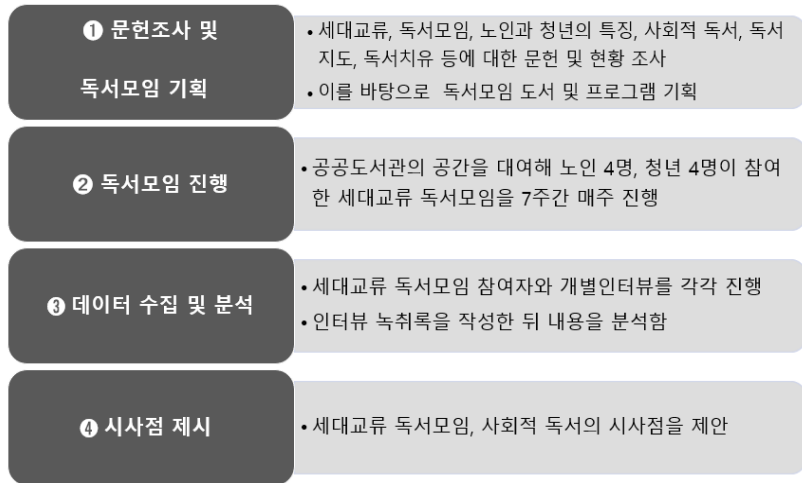 ❶ 문헌조사 및
독서모임 기획
• 세대교류, 독서모임, 노인과 청년의 특징, 사회적 독서, 독서
지도, 독서치유 등에 대한 문헌 및 현황 조사
• 이를 바탕으로 독서모임 도서 및 프로그램 기획
❷ 독서모임 진행
• 공공도서관의 공간을 대여해 노인 4명, 청년 4명이 참여
한 세대교류 독서모임을 7주간 매주 진행
❸ 데이터 수집 및 분석
• 세대교류 독서모임 참여자와 개별인터뷰를 각각 진행
• 인터뷰 녹취록을 작성한 뒤 내용을 분석함
❹ 시사점 제시
• 세대교류 독서모임, 사회적 독서의 시사점을 제안